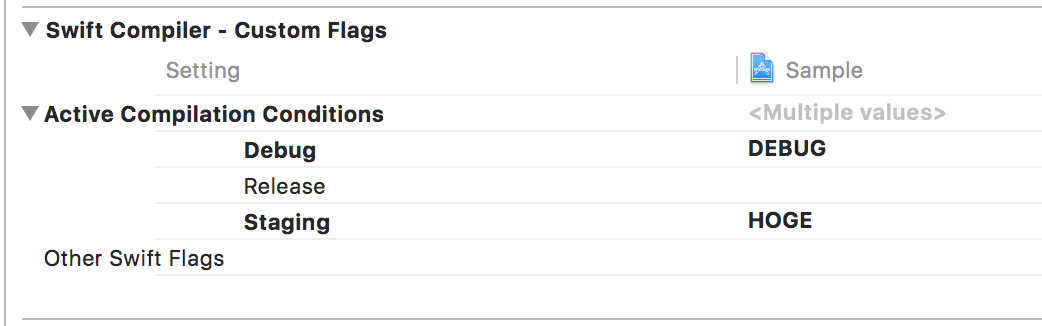 Swift Compiler - Custom Flags
Setting Sample
Active Compilation Conditions <Multiple values>
Debug DEBUG
Release
Staging HOGE
Other Swift Flags